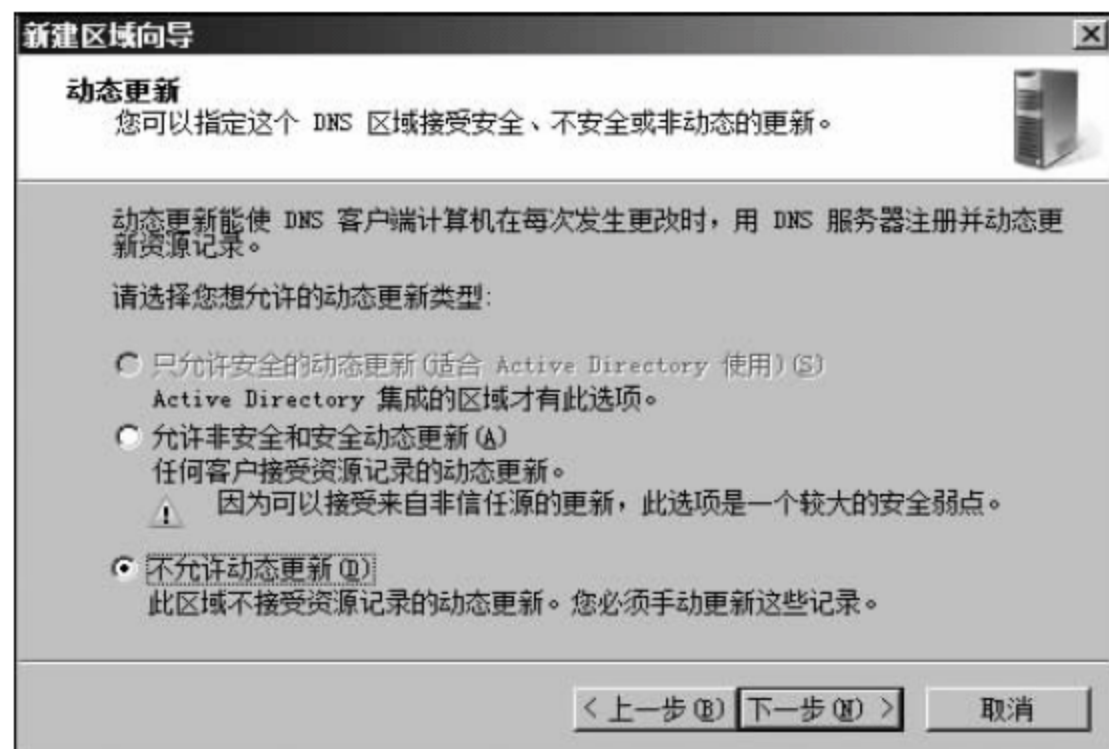 新建区域向导
动态更新
您可以指定这个 DNS 区域接受安全、不安全或非动态的更新。
动态更新能使 DNS 客户端计算机在每次发生更改时，用 DNS 服务器注册并动态更
新资源记录。
请选择您想允许的动态更新类型:
只允许安全的动态更新(适合 Active Directory 使用)(S)
Active Directory 集成的区域才有此选项。
允许非安全和安全动态更新(A)
任何客户接受资源记录的动态更新。
因为可以接受来自非信任源的更新，此选项是一个较大的安全弱点。
不允许动态更新(D)
此区域不接受资源记录的动态更新。您必须手动更新这些记录。
< 上一步(B) 下一步(N) > 取消